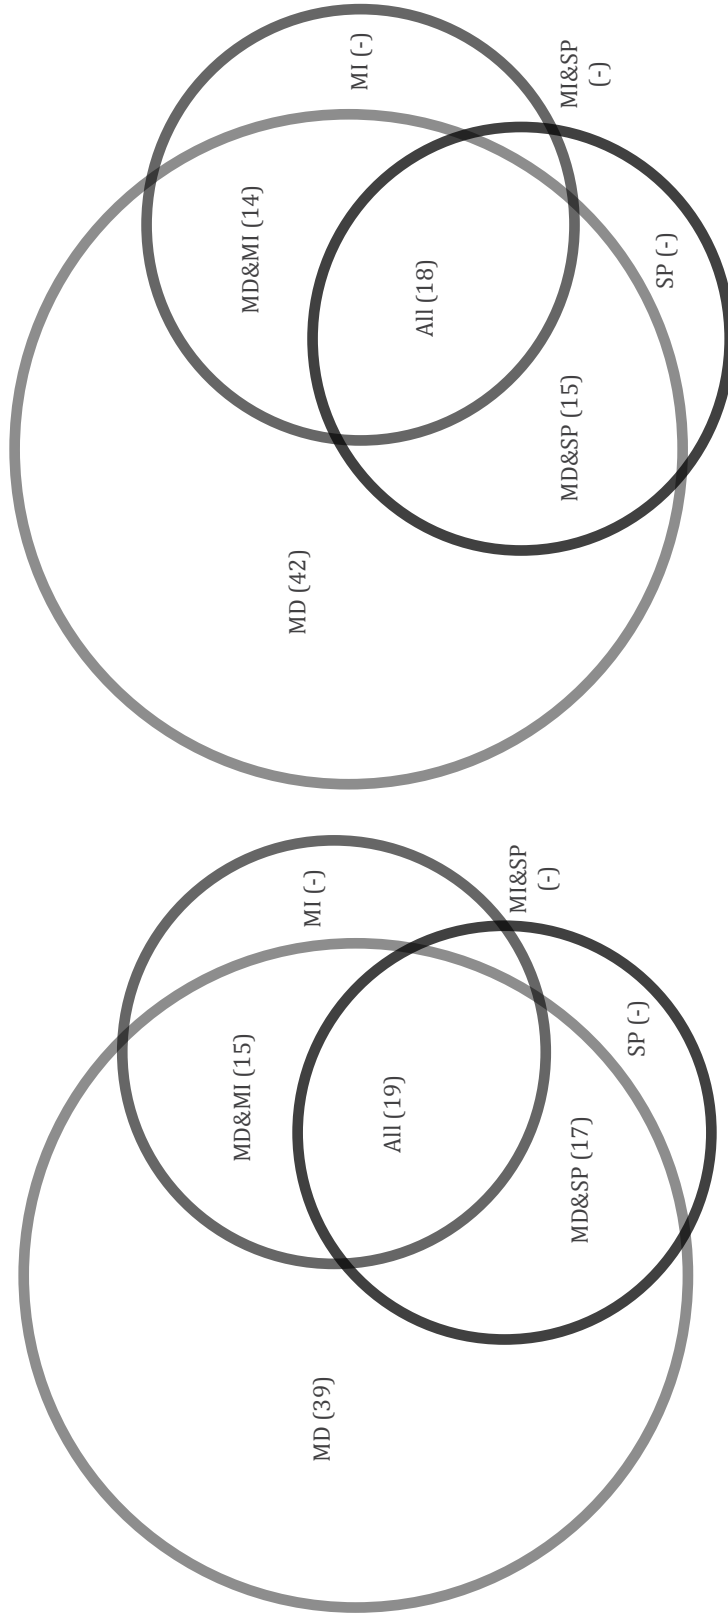 MD (39)
MD&MI (15)
All (19)
MD&SP (17)
MI (-)
SP (-)
MI&SP
(-)
MD (42)
MD&MI (14)
All (18)
MD&SP (15)
MI (-)
SP (-)
MI&SP
(-)